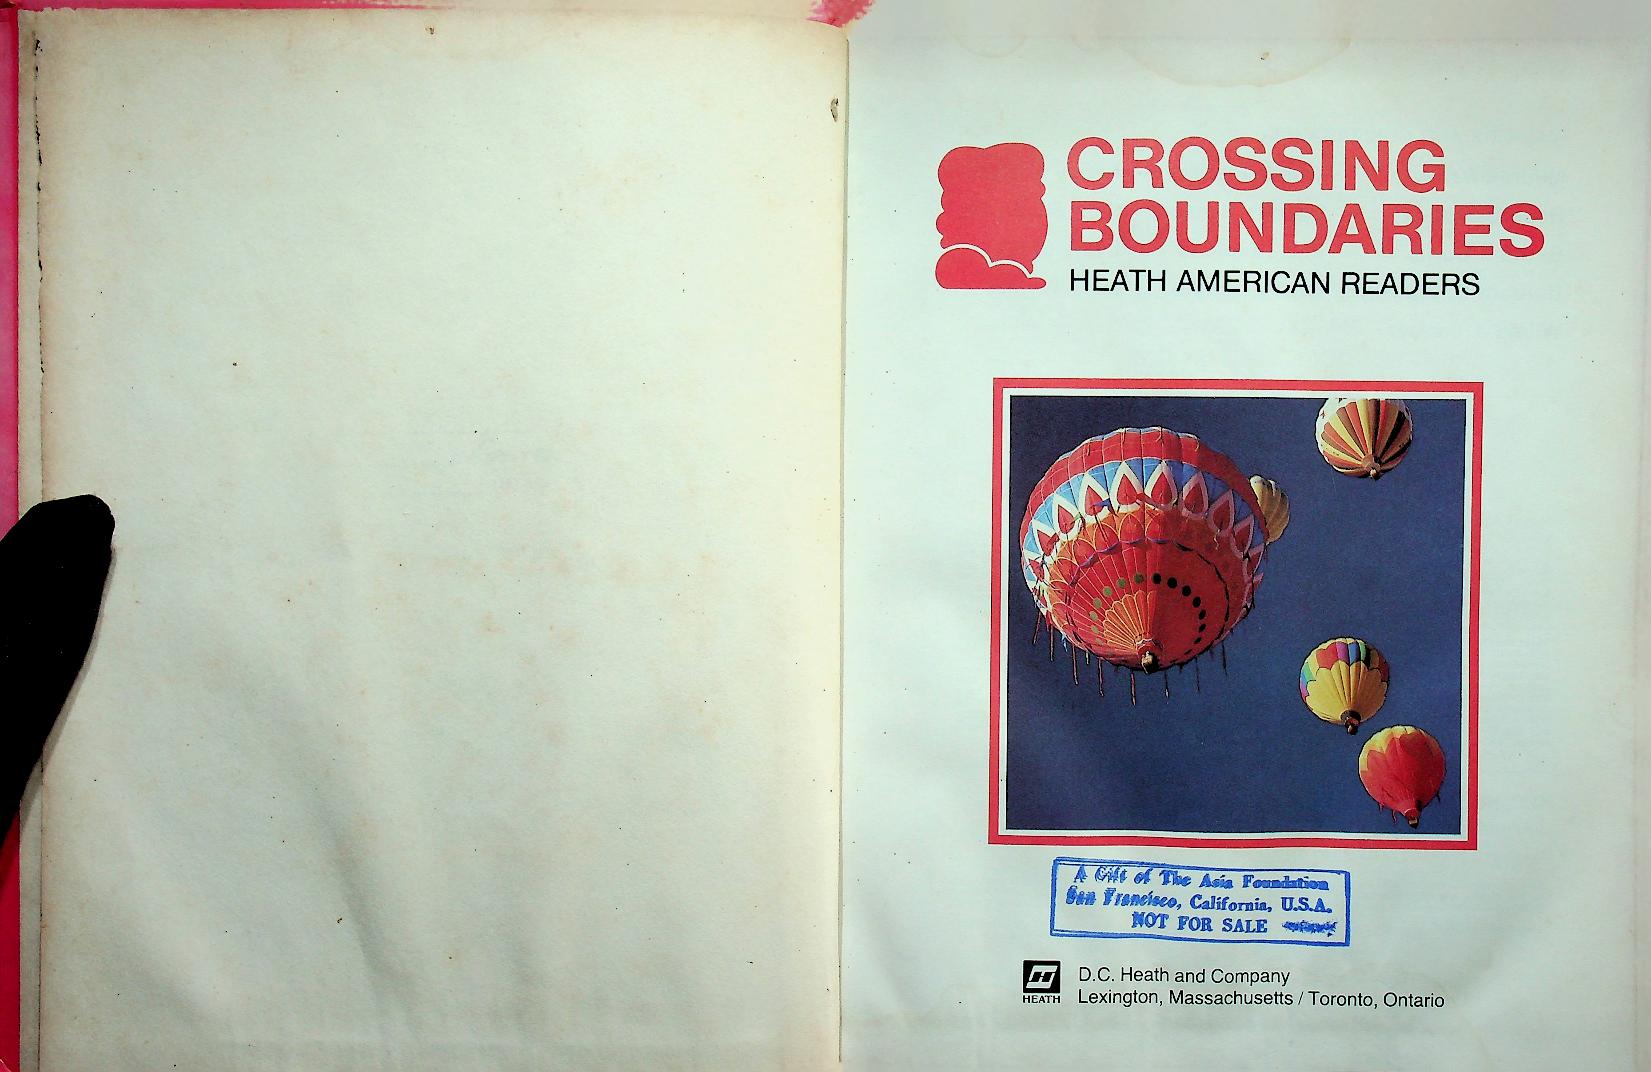 CROSSING
BOUNDARIES
HEATH AMERICAN READERS
A Gift of The Asia Foundation
San Francisco, California, U.S.A.
NOT FOR SALE
HEATH
D.C. Heath and Company
Lexington, Massachusetts / Toronto, Ontario